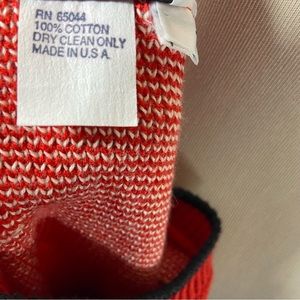 RN 65044
100% COTTON
DRY CLEAN ONLY
MADE IN U.S.A.